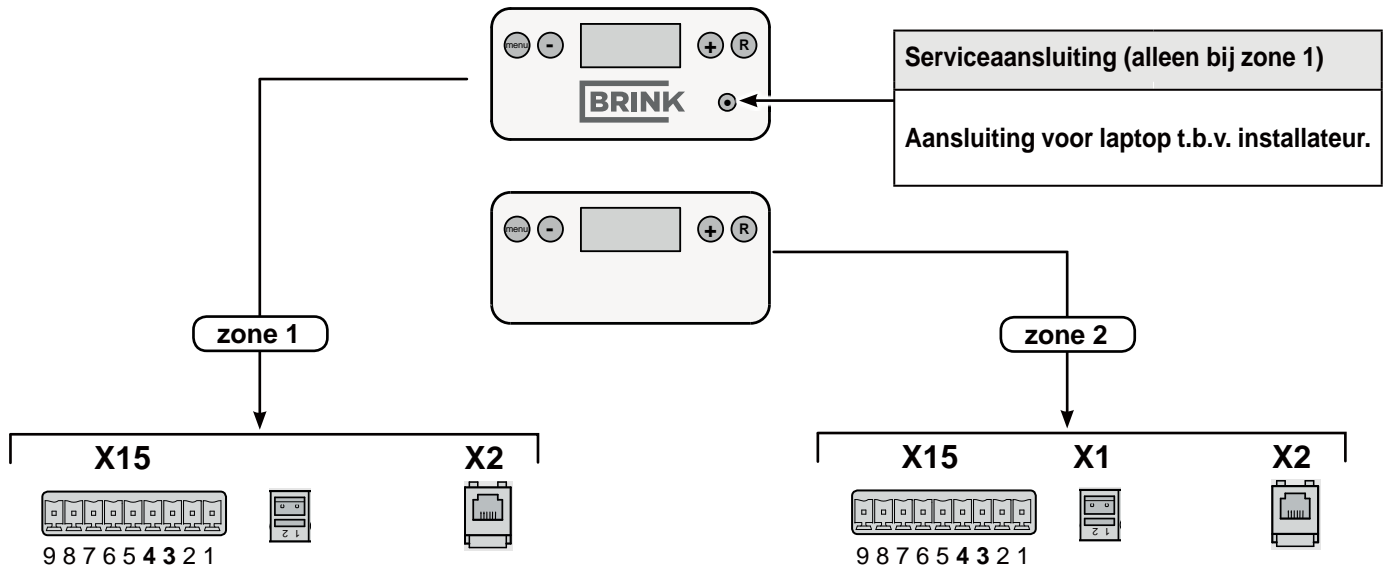 menu - + R
BRINK
Serviceaansluiting (alleen bij zone 1)
Aansluiting voor laptop t.b.v. installateur.
menu - + R
zone 1
zone 2
X15 X2
2 1
9 8 7 6 5 4 3 2 1
X15 X1 X2
2 1
9 8 7 6 5 4 3 2 1